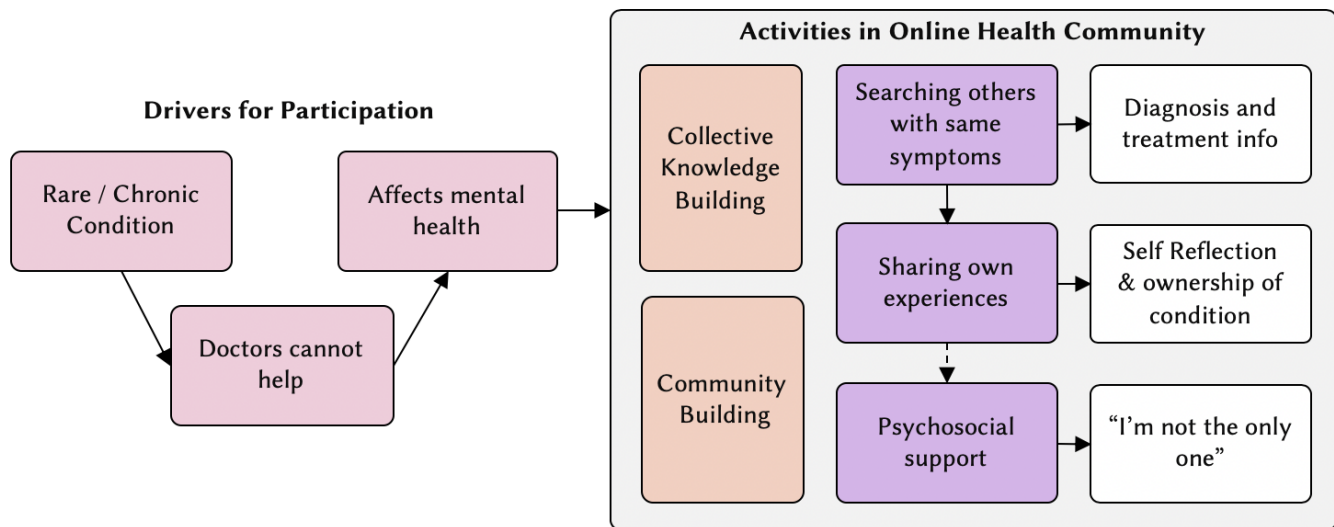 Activities in Online Health Community
Drivers for Participation
Rare / Chronic
Condition
Doctors cannot
help
Affects mental
health
Collective
Knowledge
Building
Community
Building
Searching others
with same
symptoms
Diagnosis and
treatment info
Sharing own
experiences
Self Reflection
& ownership of
condition
Psychosocial
support
“I’m not the only
one”